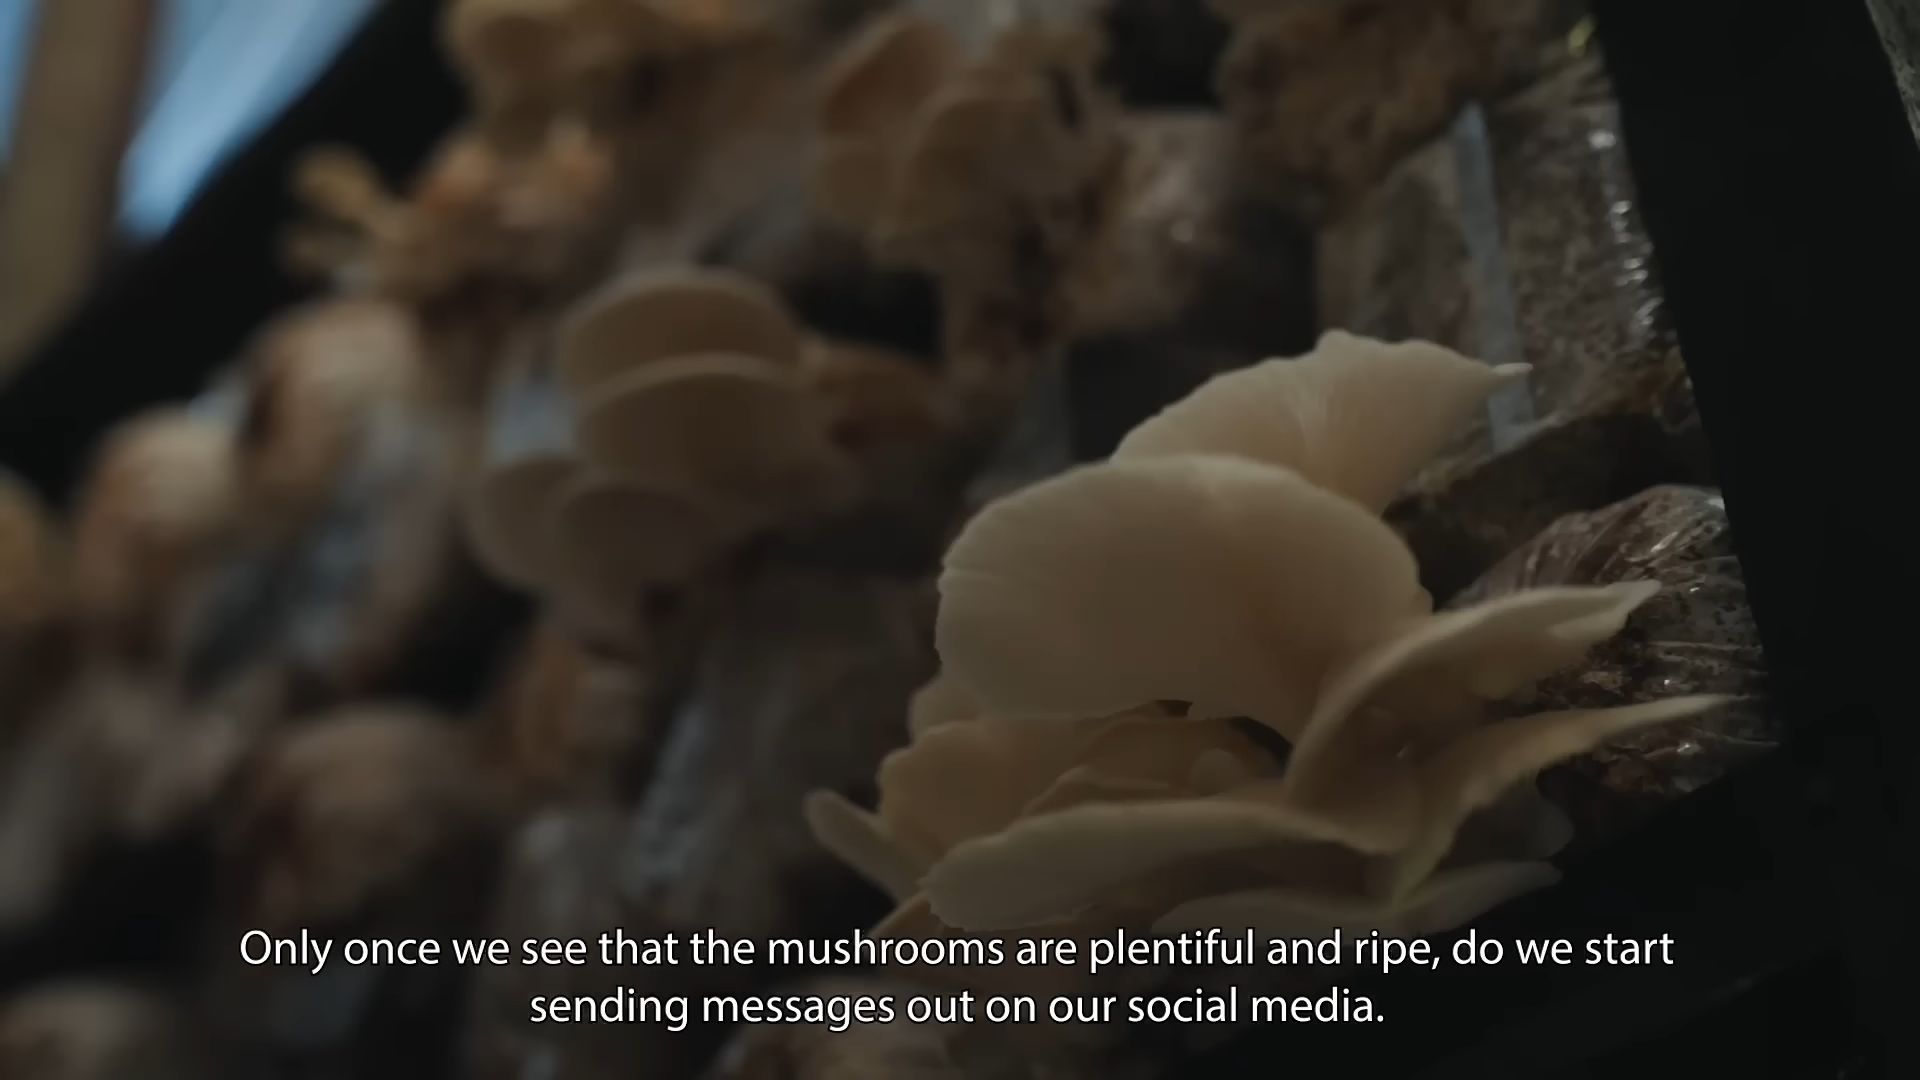 Only once we see that the mushrooms are plentiful and ripe, do we start
sending messages out on our social media.